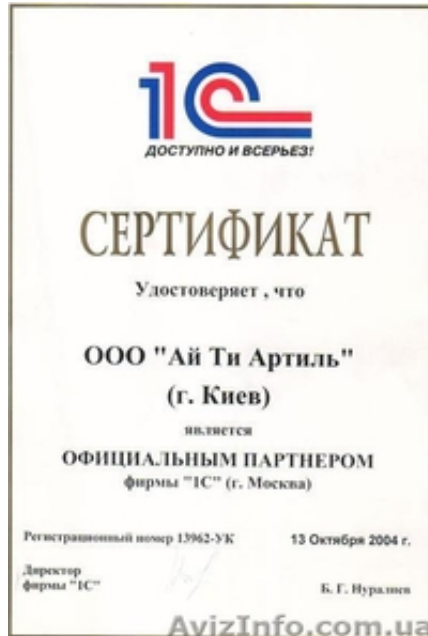 1С
ДОСТУПНО И ВСЕРЬЕЗ!
СЕРТИФИКАТ
Удостоверяет , что
ООО "Ай Ти Артиль"
(г. Киев)
является
ОФИЦИАЛЬНЫМ ПАРТНЕРОМ
фирмы "1С" (г. Москва)
Регистрационный номер 13962-УК 13 Октября 2004 г.
Директор
фирмы "1С" Б. Г. Нуралиев
AvizInfo.com.ua